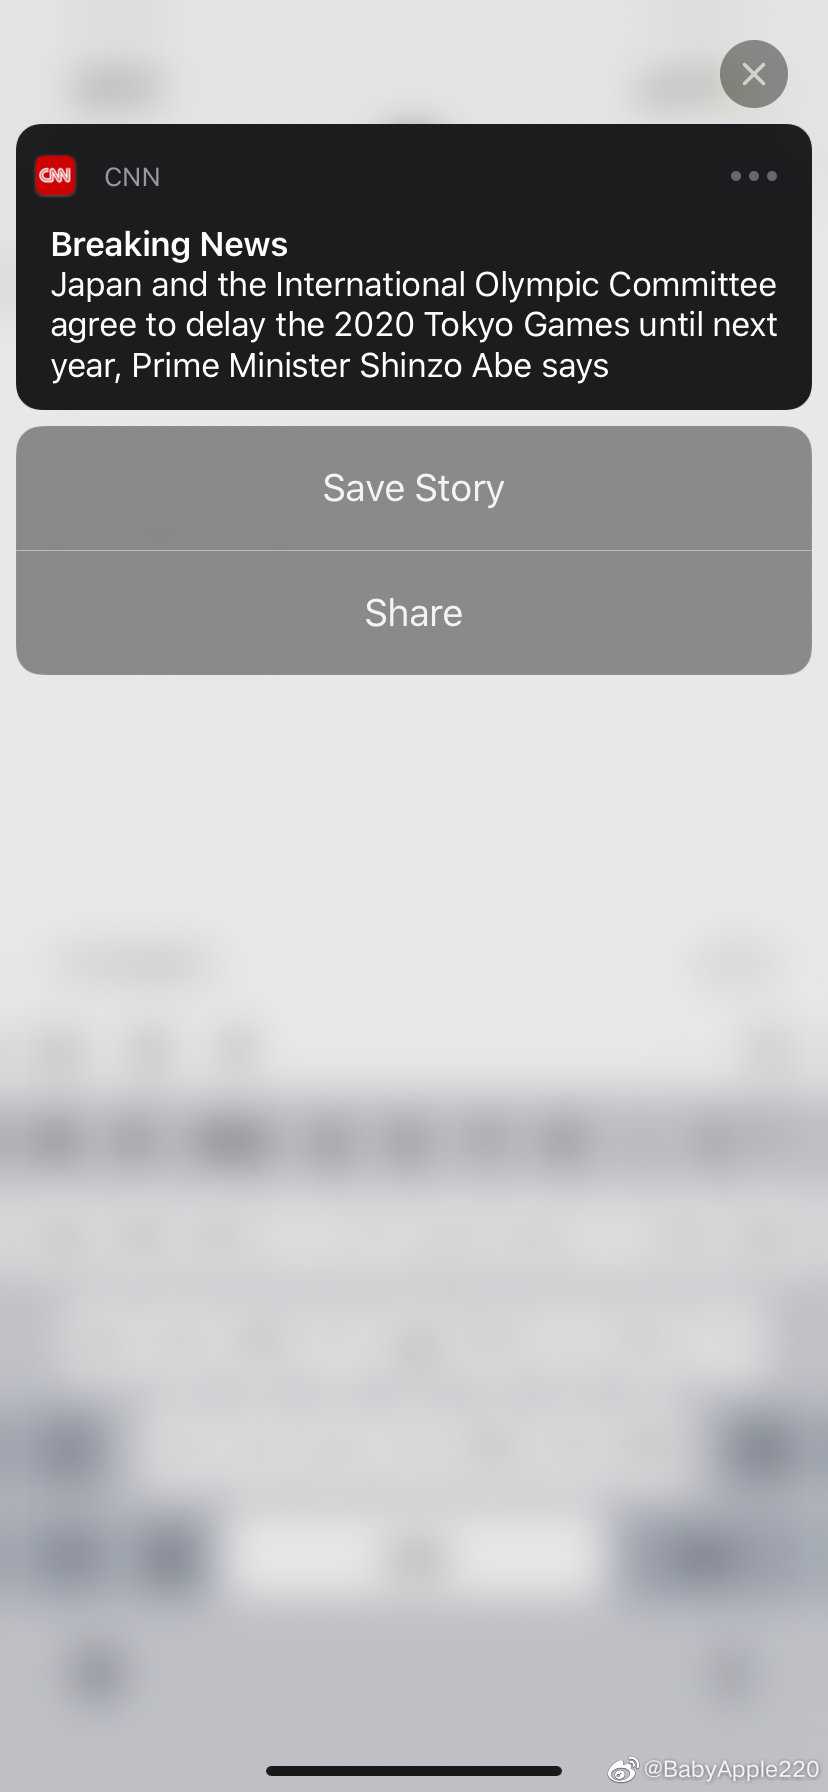 CNN
CNN
Breaking News
Japan and the International Olympic Committee
agree to delay the 2020 Tokyo Games until next
year, Prime Minister Shinzo Abe says
Save Story
Share
@BabyApple220